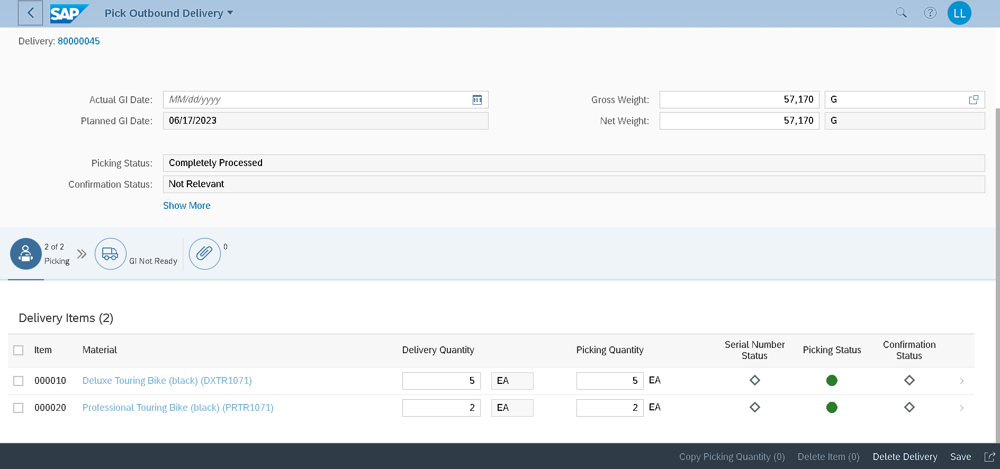 SAP Pick Outbound Delivery LL
Delivery: 80000045
Actual GI Date: MM/dd/yyyy Gross Weight: 57,170 G
Planned GI Date: 06/17/2023 Net Weight: 57,170 G
Picking Status: Completely Processed
Confirmation Status: Not Relevant
Show More
2 of 2 0
Picking GI Not Ready
Delivery Items (2)
Item Material Delivery Quantity Picking Quantity Serial Number Status Picking Status Confirmation Status
000010 Deluxe Touring Bike (black) (DXTR1071) 5 EA 5 EA
000020 Professional Touring Bike (black) (PRTR1071) 2 EA 2 EA
Copy Picking Quantity (0) Delete Item (0) Delete Delivery Save